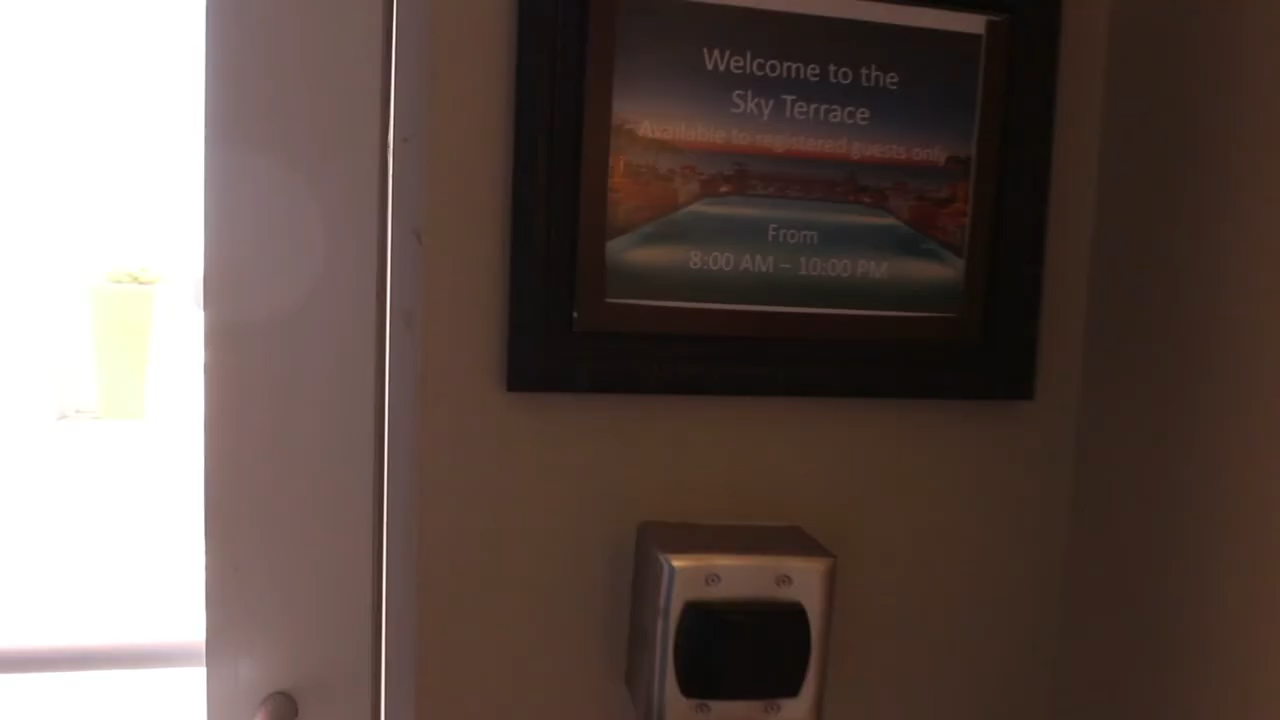 Welcome to the
Sky Terrace
Available to registered guests only
From
8:00 AM – 10:00 PM